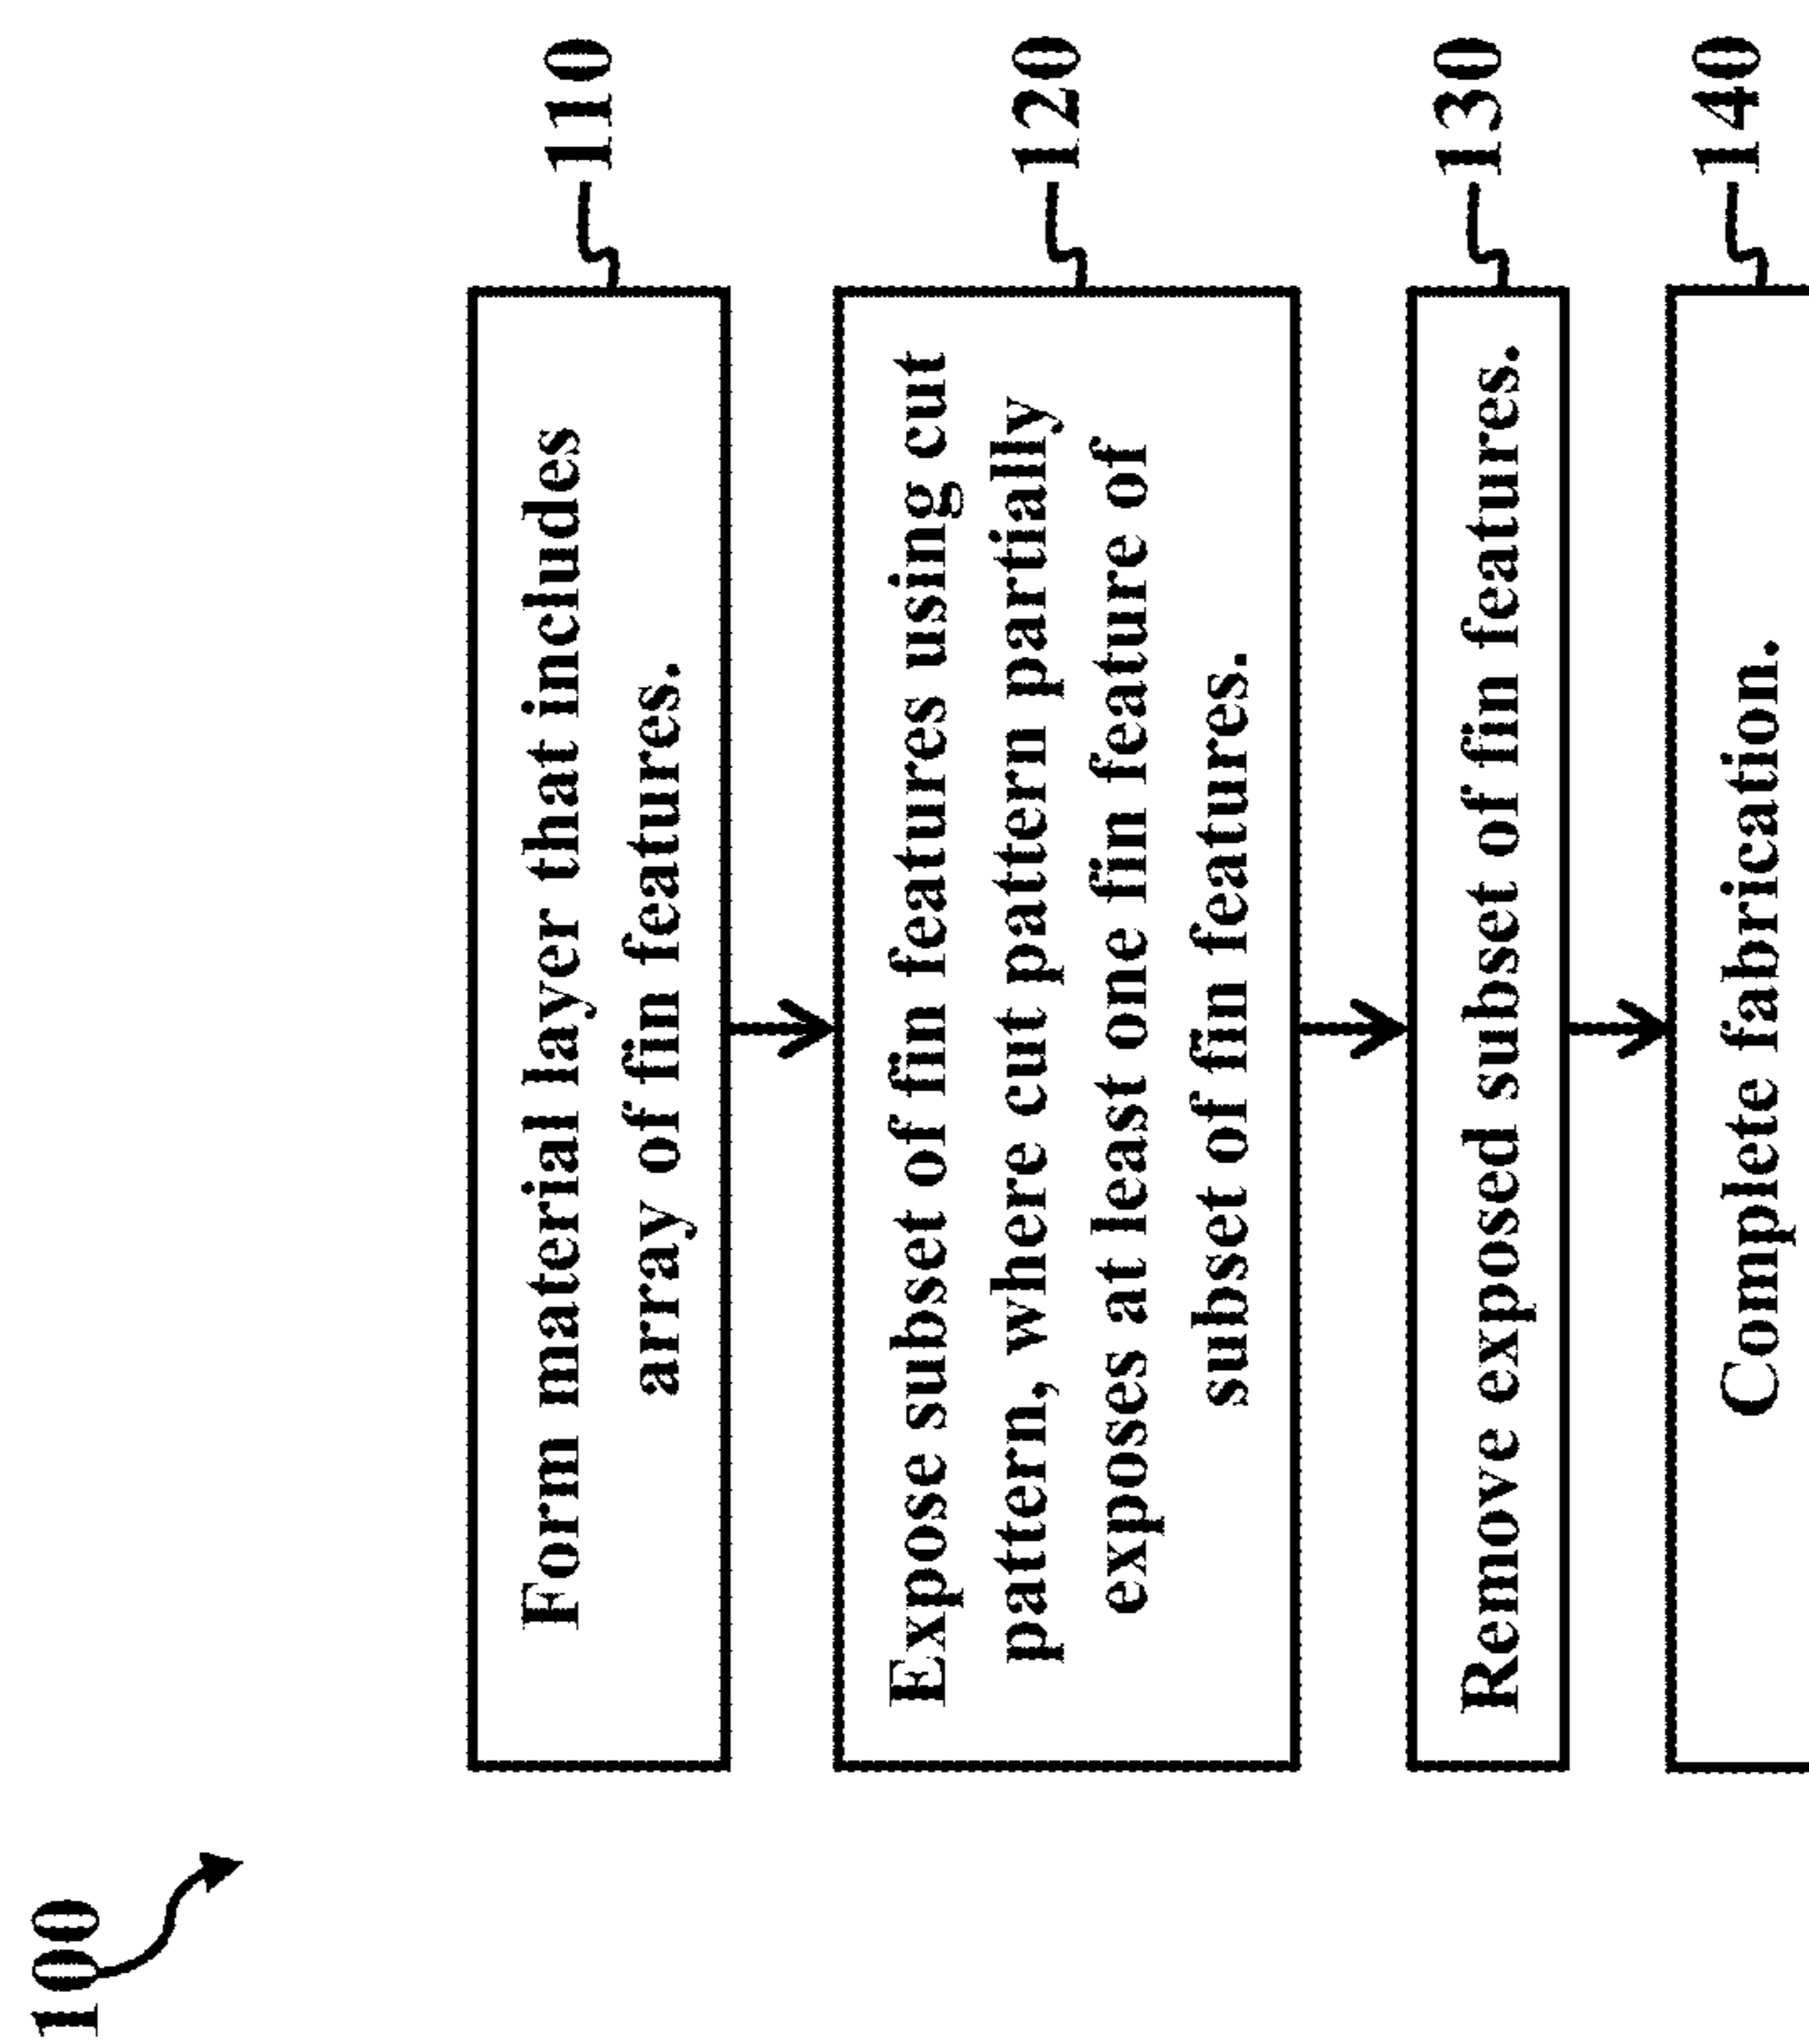 100
Form material layer that includes
array of fin features.
110
Expose subset of fin features using cut
pattern, where cut pattern partially
exposes at least one fin feature of
subset of fin features.
120
Remove exposed subset of fin features.
130
Complete fabrication.
140